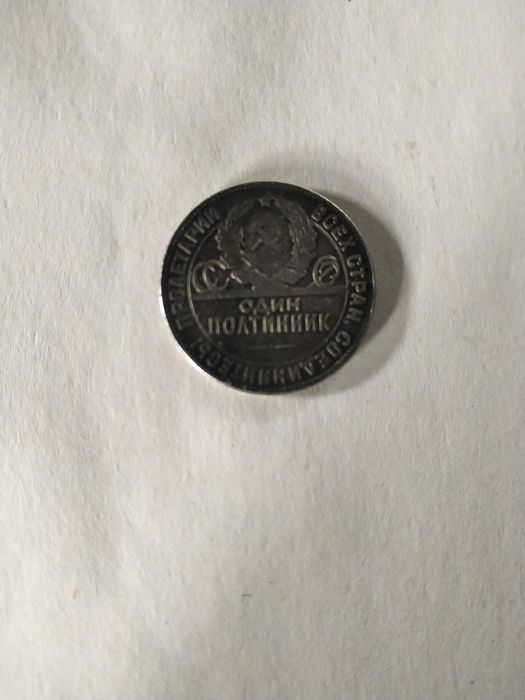 ПРОЛЕТАРИИ ВСЕХ СТРАН, СОЕДИНЯЙТЕСЬ!
ОДИН
ПОЛТИННИК